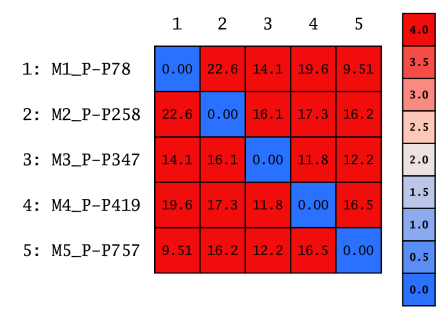 1 2 3 4 5
1: M1_P-P78 0.00 22.6 14.1 19.6 9.51
2: M2_P-P258 22.6 0.00 16.1 17.3 16.2
3: M3_P-P347 14.1 16.1 0.00 11.8 12.2
4: M4_P-P419 19.6 17.3 11.8 0.00 16.5
5: M5_P-P757 9.51 16.2 12.2 16.5 0.00
4.0
3.5
3.0
2.5
2.0
1.5
1.0
0.5
0.0